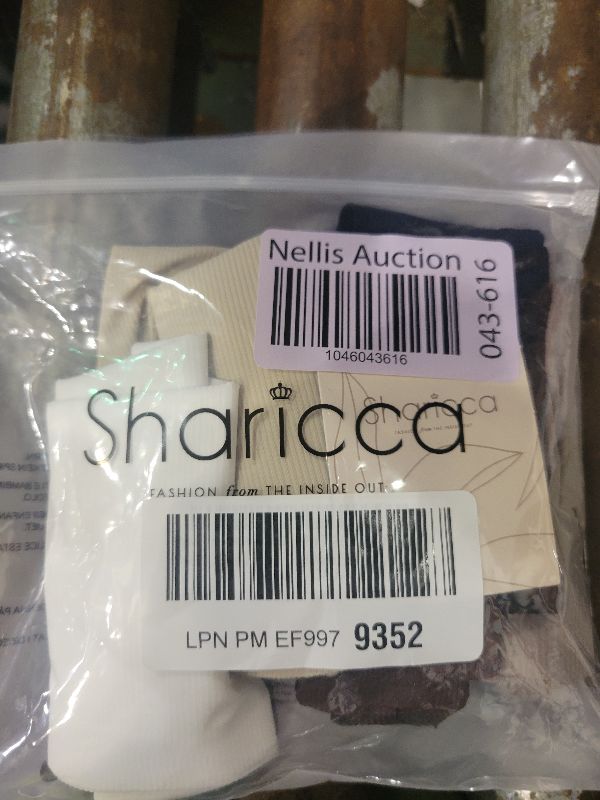 Nellis Auction
1046043616
043-616
Sharicca
Sharicca
FASHION from THE INSIDE OUT
LPN PM EF997 9352